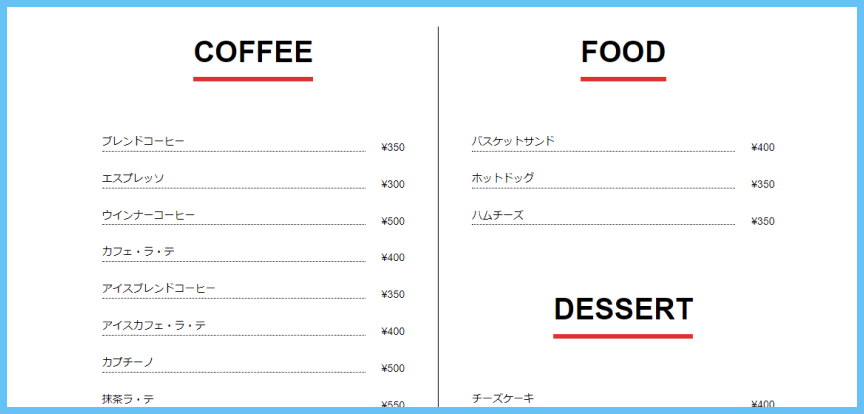 COFFEE
ブレンドコーヒー ¥350
エスプレッソ ¥300
ウインナーコーヒー ¥500
カフェ・ラ・テ ¥400
アイスブレンドコーヒー ¥350
アイスカフェ・ラ・テ ¥400
カプチーノ ¥500
抹茶ラ・テ ¥550
FOOD
バスケットサンド ¥400
ホットドッグ ¥350
ハムチーズ ¥350
DESSERT
チーズケーキ ¥400